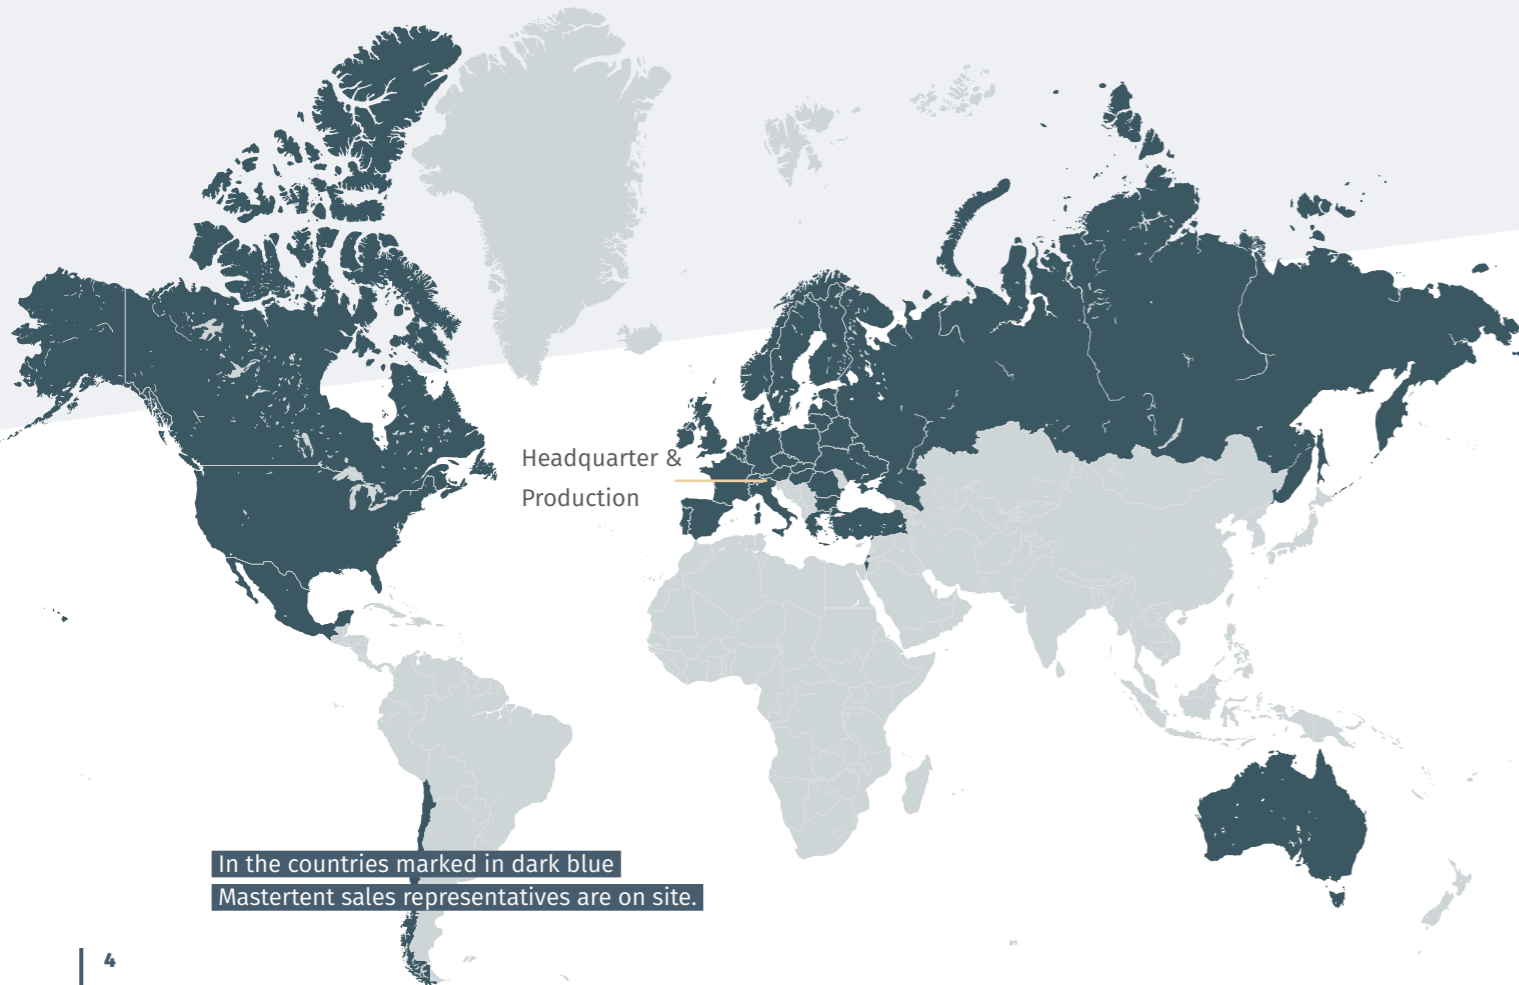 Headquarter &
Production
In the countries marked in dark blue
Mastertent sales representatives are on site.
4